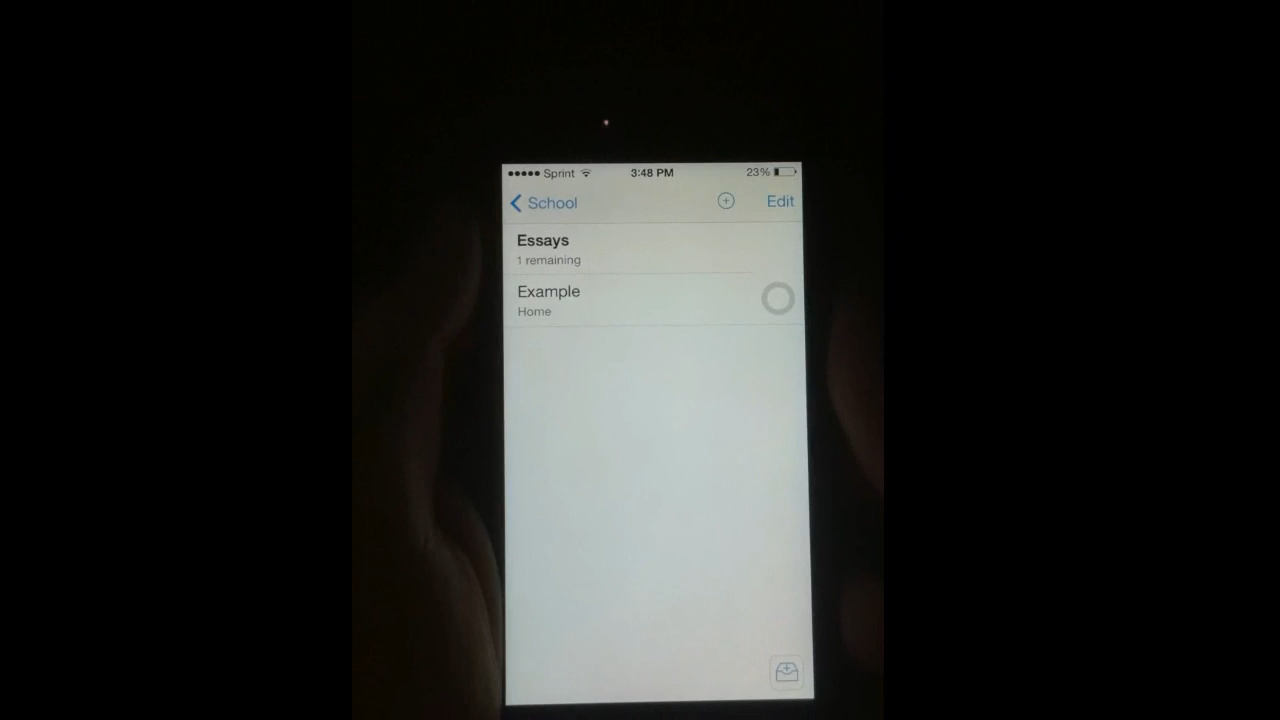 Sprint 3:48 PM 23%
School Edit
Essays
1 remaining
Example
Home